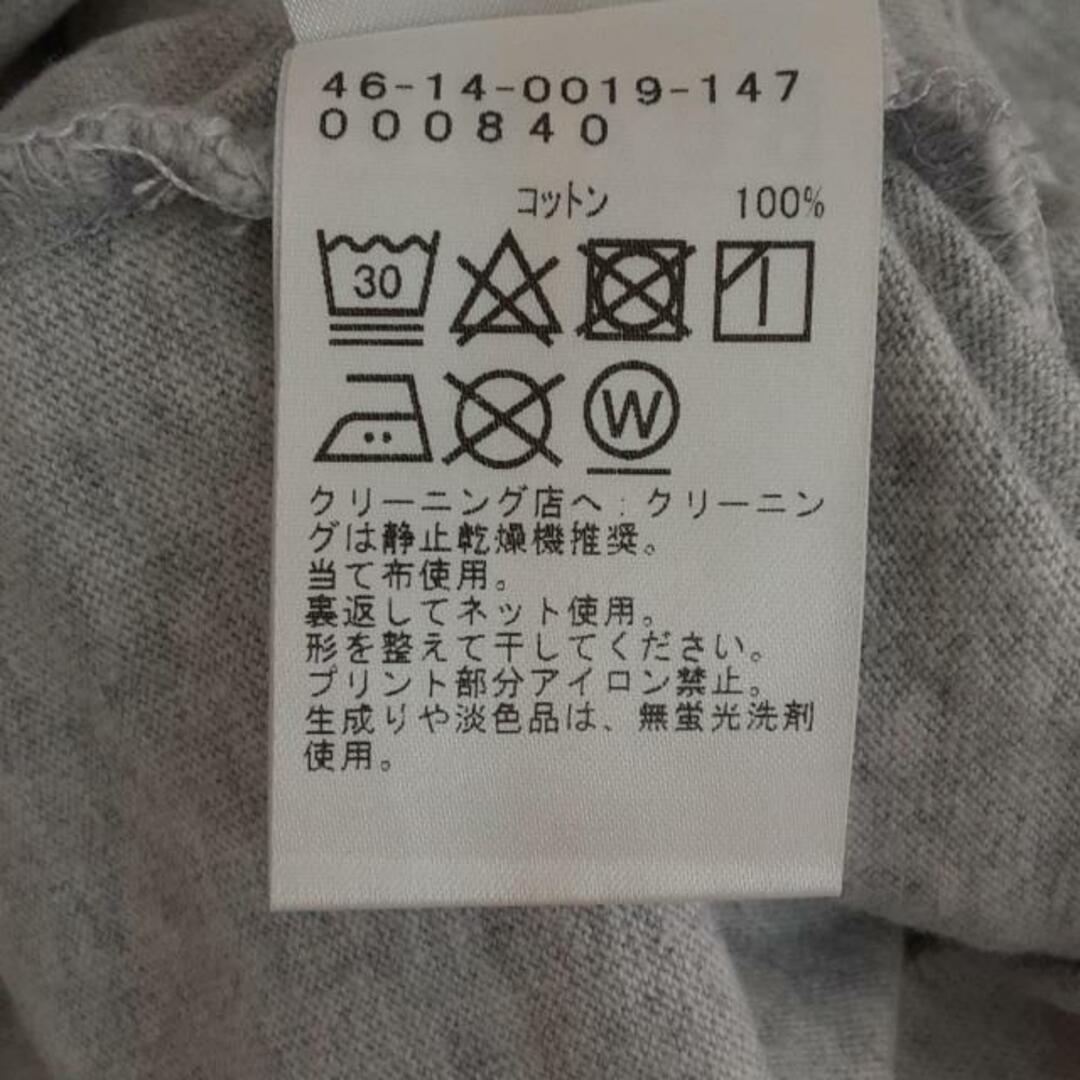 46-14-0019-147
000840
コットン 100%
30
W
クリーニング店へ：クリーニン
グは静止乾燥機推奨。
当て布使用。
裏返してネット使用。
形を整えて干してください。
プリント部分アイロン禁止。
生成りや淡色品は、無蛍光洗剤
使用。